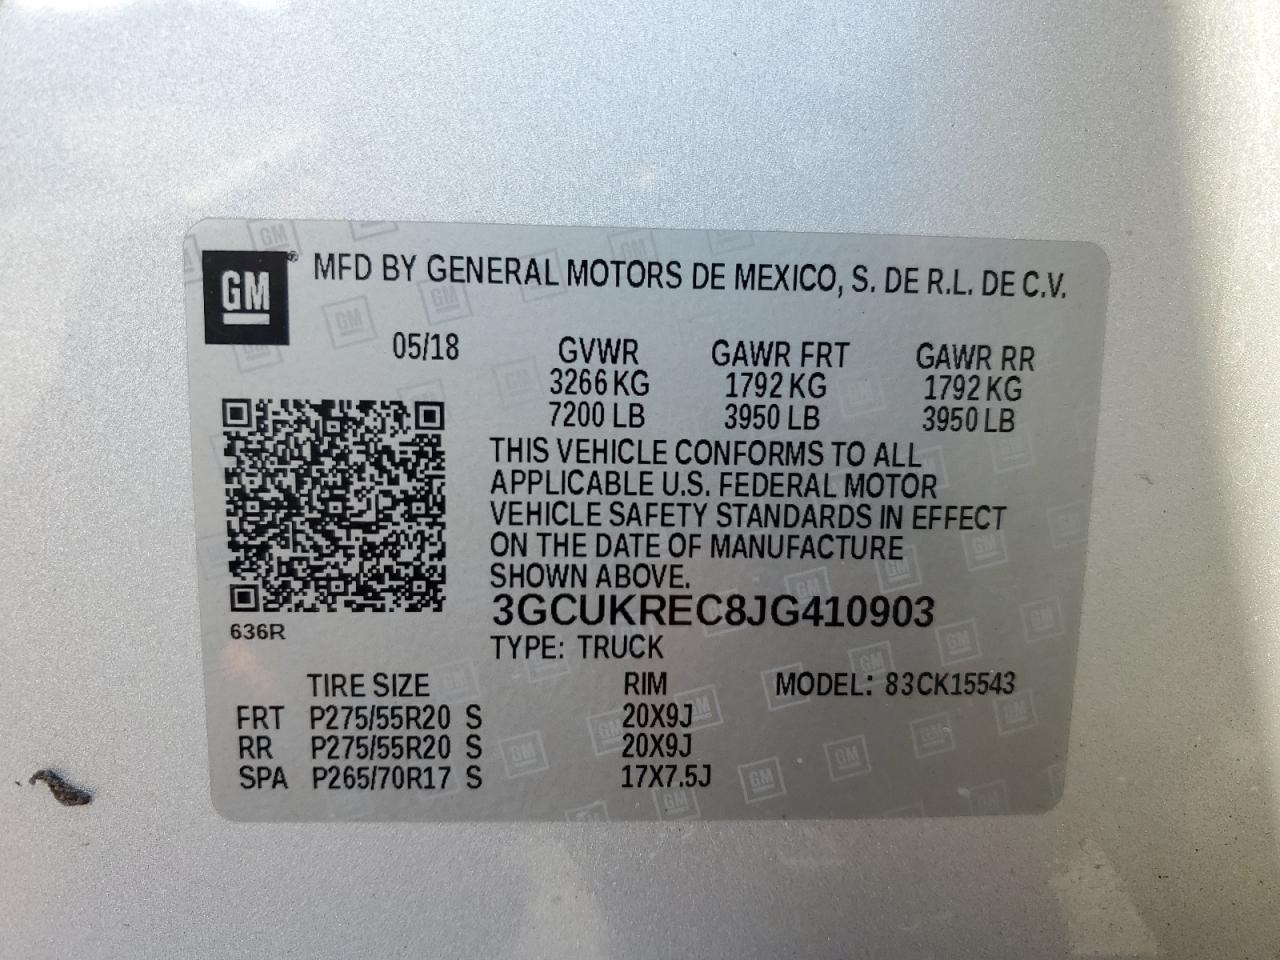 GM® MFD BY GENERAL MOTORS DE MEXICO, S. DE R.L. DE C.V.
05/18 GVWR GAWR FRT GAWR RR
3266 KG 1792 KG 1792 KG
7200 LB 3950 LB 3950 LB
THIS VEHICLE CONFORMS TO ALL
APPLICABLE U.S. FEDERAL MOTOR
VEHICLE SAFETY STANDARDS IN EFFECT
ON THE DATE OF MANUFACTURE
SHOWN ABOVE.
3GCUKREC8JG410903
636R
TYPE: TRUCK
TIRE SIZE RIM MODEL: 83CK15543
FRT P275/55R20 S 20X9J
RR P275/55R20 S 20X9J
SPA P265/70R17 S 17X7.5J